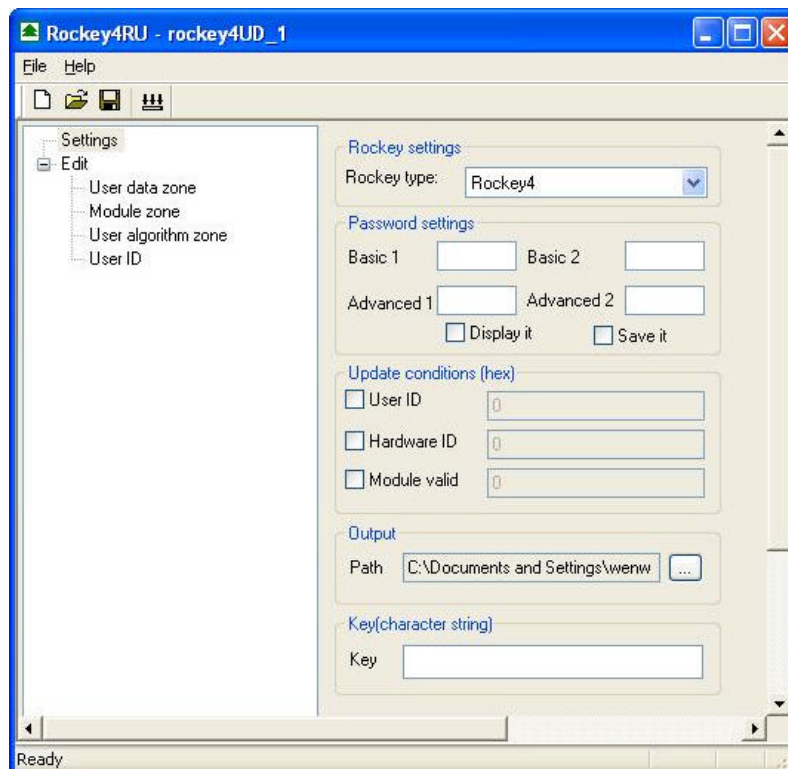 Rockey4RU - rockey4UD_1
File Help
Settings
Edit
User data zone
Module zone
User algorithm zone
User ID
Rockey settings
Rockey type: Rockey4
Password settings
Basic 1 Basic 2
Advanced 1 Advanced 2
Display it Save it
Update conditions (hex)
User ID 0
Hardware ID 0
Module valid 0
Output
Path C:\Documents and Settings\wenw ...
Key(character string)
Key
Ready